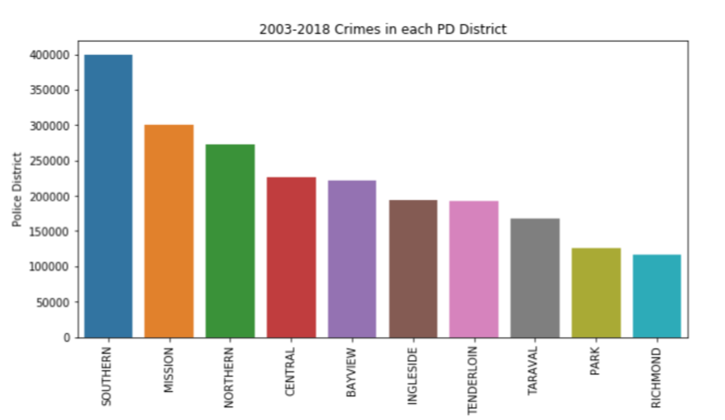 2003-2018 Crimes in each PD District
Police District
400000
350000
300000
250000
200000
150000
100000
50000
0
SOUTHERN
MISSION
NORTHERN
CENTRAL
BAYVIEW
INGLESIDE
TENDERLOIN
TARAVAL
PARK
RICHMOND